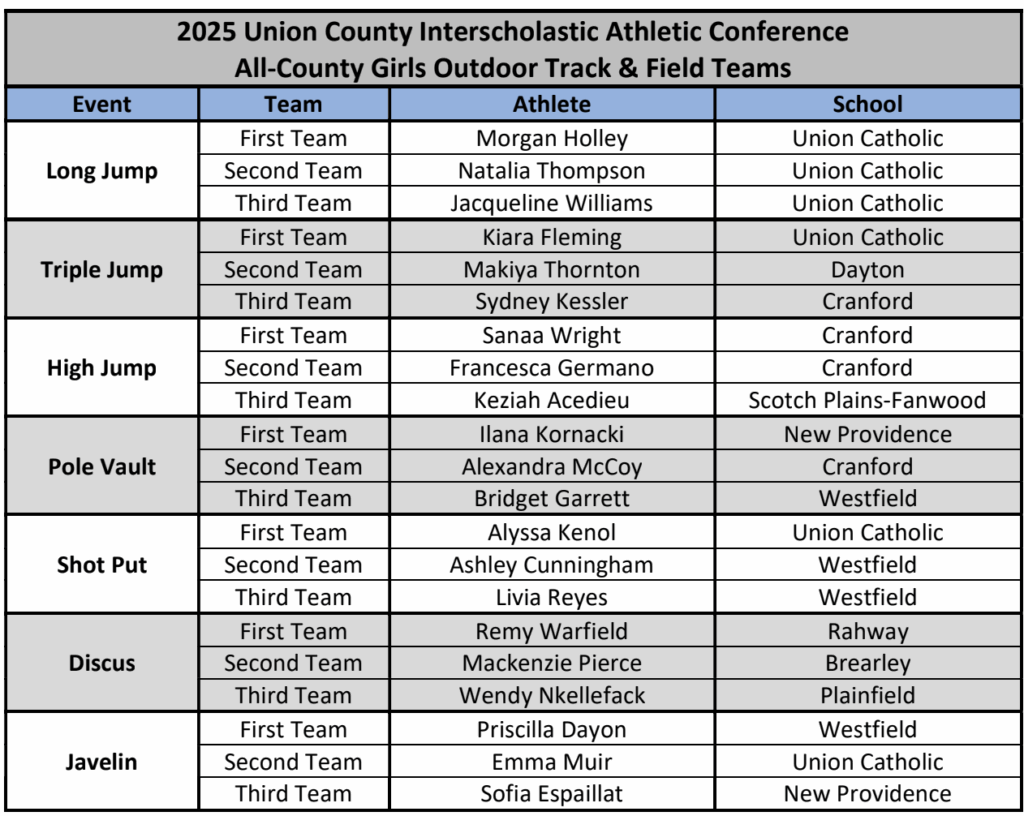 2025 Union County Interscholastic Athletic Conference
All-County Girls Outdoor Track & Field Teams
Event Team Athlete School
Long Jump
First Team Morgan Holley Union Catholic
Second Team Natalia Thompson Union Catholic
Third Team Jacqueline Williams Union Catholic
Triple Jump
First Team Kiara Fleming Union Catholic
Second Team Makiya Thornton Dayton
Third Team Sydney Kessler Cranford
High Jump
First Team Sanaa Wright Cranford
Second Team Francesca Germano Cranford
Third Team Keziah Acedieu Scotch Plains-Fanwood
Pole Vault
First Team Ilana Kornacki New Providence
Second Team Alexandra McCoy Cranford
Third Team Bridget Garrett Westfield
Shot Put
First Team Alyssa Kenol Union Catholic
Second Team Ashley Cunningham Westfield
Third Team Livia Reyes Westfield
Discus
First Team Remy Warfield Rahway
Second Team Mackenzie Pierce Brearley
Third Team Wendy Nkellefack Plainfield
Javelin
First Team Priscilla Dayon Westfield
Second Team Emma Muir Union Catholic
Third Team Sofia Espaillat New Providence